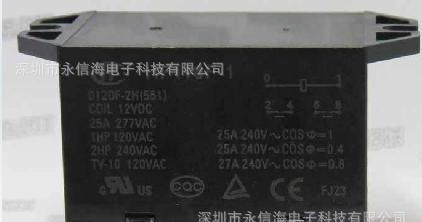 深圳市永信海电子科技有限公司
012DF-2H(551)
COIL 12VDC
0 1
25A 277VAC
2 4 6 8
1HP 120VAC
25A 240V~COSΦ=1
2HP 240VAC
25A 240V~COSΦ=0.4
TV-10 120VAC
27A 240V~COSΦ=0.8
c US
CQC
FJ23
深圳市永信海电子科技有限公司